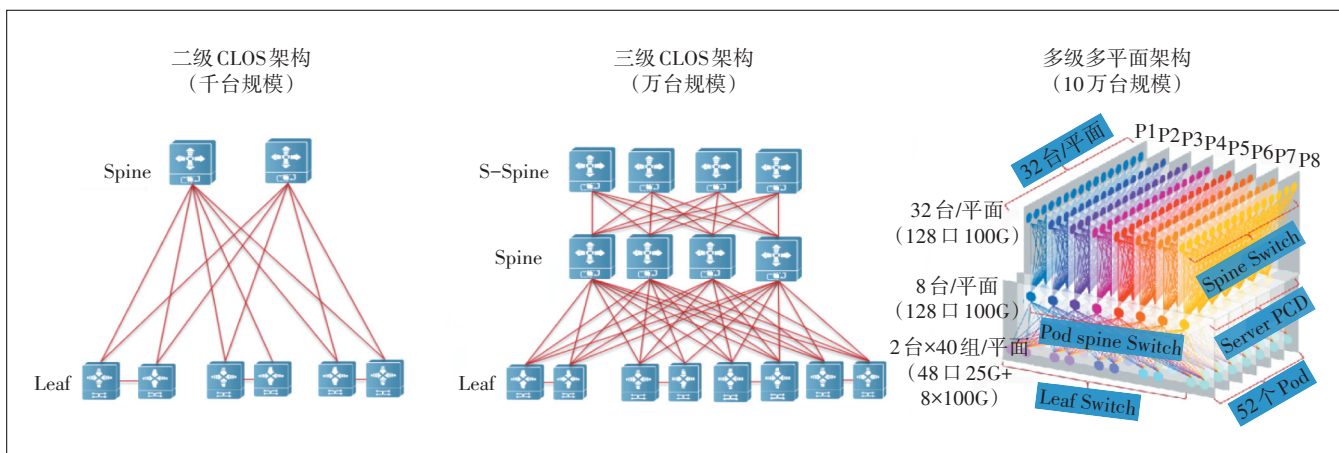 二级CLOS架构
（千台规模）
Spine
Leaf
三级CLOS架构
（万台规模）
S-Spine
Spine
Leaf
多级多平面架构
（10万台规模）
P1P2P3P4P5P6P7P8
32台/平面
32台/平面
（128口100G）
Spine Switch
8台/平面
（128口100G）
Pod spine Switch
Server PCD
2台×40组/平面
（48口25G+
8×100G）
Leaf Switch
52个Pod